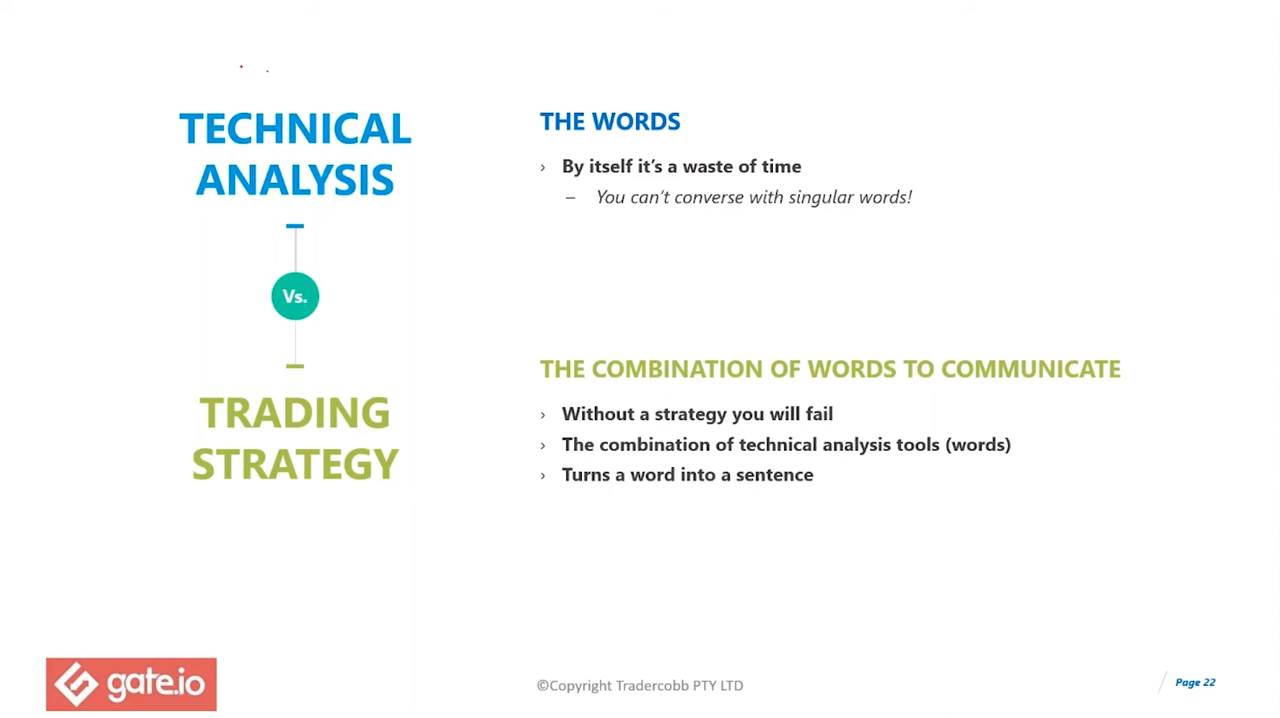 TECHNICAL
ANALYSIS
Vs.
TRADING
STRATEGY
THE WORDS
› By itself it's a waste of time
– You can't converse with singular words!
THE COMBINATION OF WORDS TO COMMUNICATE
› Without a strategy you will fail
› The combination of technical analysis tools (words)
› Turns a word into a sentence
gate.io
©Copyright Tradercobb PTY LTD
Page 22